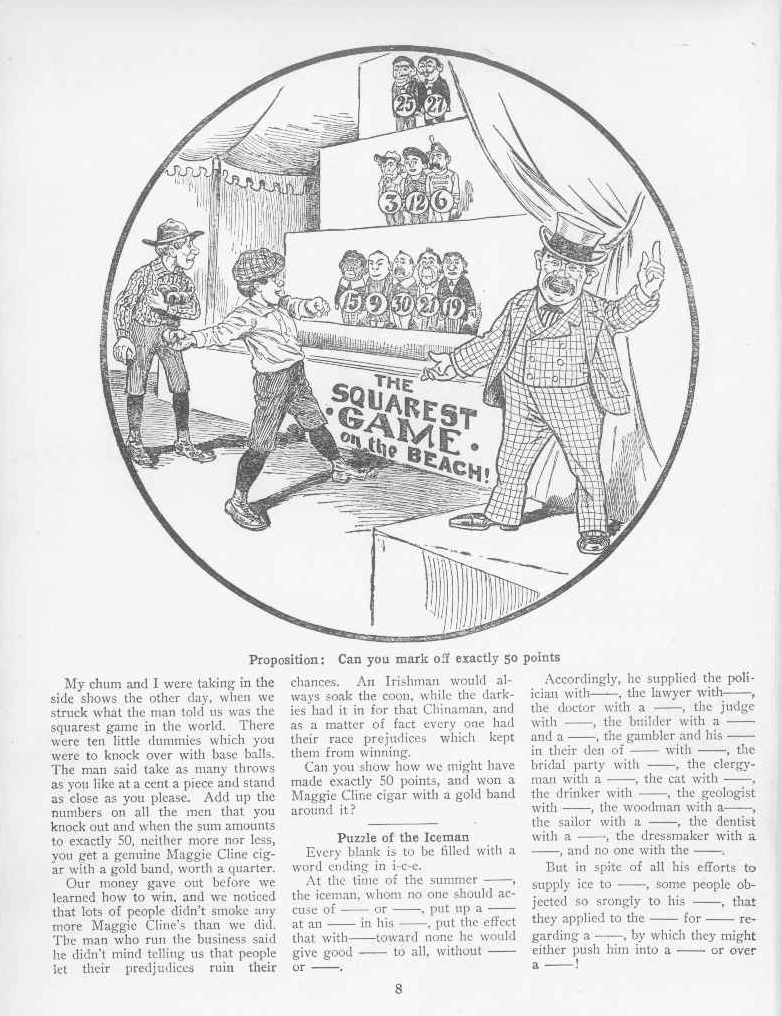 25 27
3 12 6
15 9 30 21 19
THE
SQUAREST
GAME
on the BEACH!
Proposition: Can you mark off exactly 50 points
My chum and I were taking in the
side shows the other day, when we
struck what the man told us was the
squarest game in the world. There
were ten little dummies which you
were to knock over with base balls.
The man said take as many throws
as you like at a cent a piece and stand
as close as you please. Add up the
numbers on all the men that you
knock out and when the sum amounts
to exactly 50, neither more nor less,
you get a genuine Maggie Cline cig-
ar with a gold band, worth a quarter.
Our money gave out before we
learned how to win, and we noticed
that lots of people didn't smoke any
more Maggie Cline's than we did.
The man who run the business said
he didn't mind telling us that people
let their predjudices ruin their
chances. An Irishman would al-
ways soak the coon, while the dark-
ies had it in for that Chinaman, and
as a matter of fact every one had
their race prejudices which kept
them from winning.
Can you show how we might have
made exactly 50 points, and won a
Maggie Cline cigar with a gold band
around it?
Puzzle of the Iceman
Every blank is to be filled with a
word ending in i-c-e.
At the time of the summer ——,
the iceman, whom no one should ac-
cuse of —— or ——, put up a ——
at an —— in his ——, put the effect
that with——toward none he would
give good —— to all, without ——
or ——.
Accordingly, he supplied the poli-
ician with——, the lawyer with——,
the doctor with a ——, the judge
with ——, the builder with a ——
and a ——, the gambler and his ——
in their den of —— with ——, the
bridal party with ——, the clergy-
man with a ——, the cat with ——,
the drinker with ——, the geologist
with ——, the woodman with a——,
the sailor with a ——, the dentist
with a ——, the dressmaker with a
——, and no one with the ——.
But in spite of all his efforts to
supply ice to ——, some people ob-
jected so srongly to his ——, that
they applied to the —— for —— re-
garding a ——, by which they might
either push him into a —— or over
a ——!
8